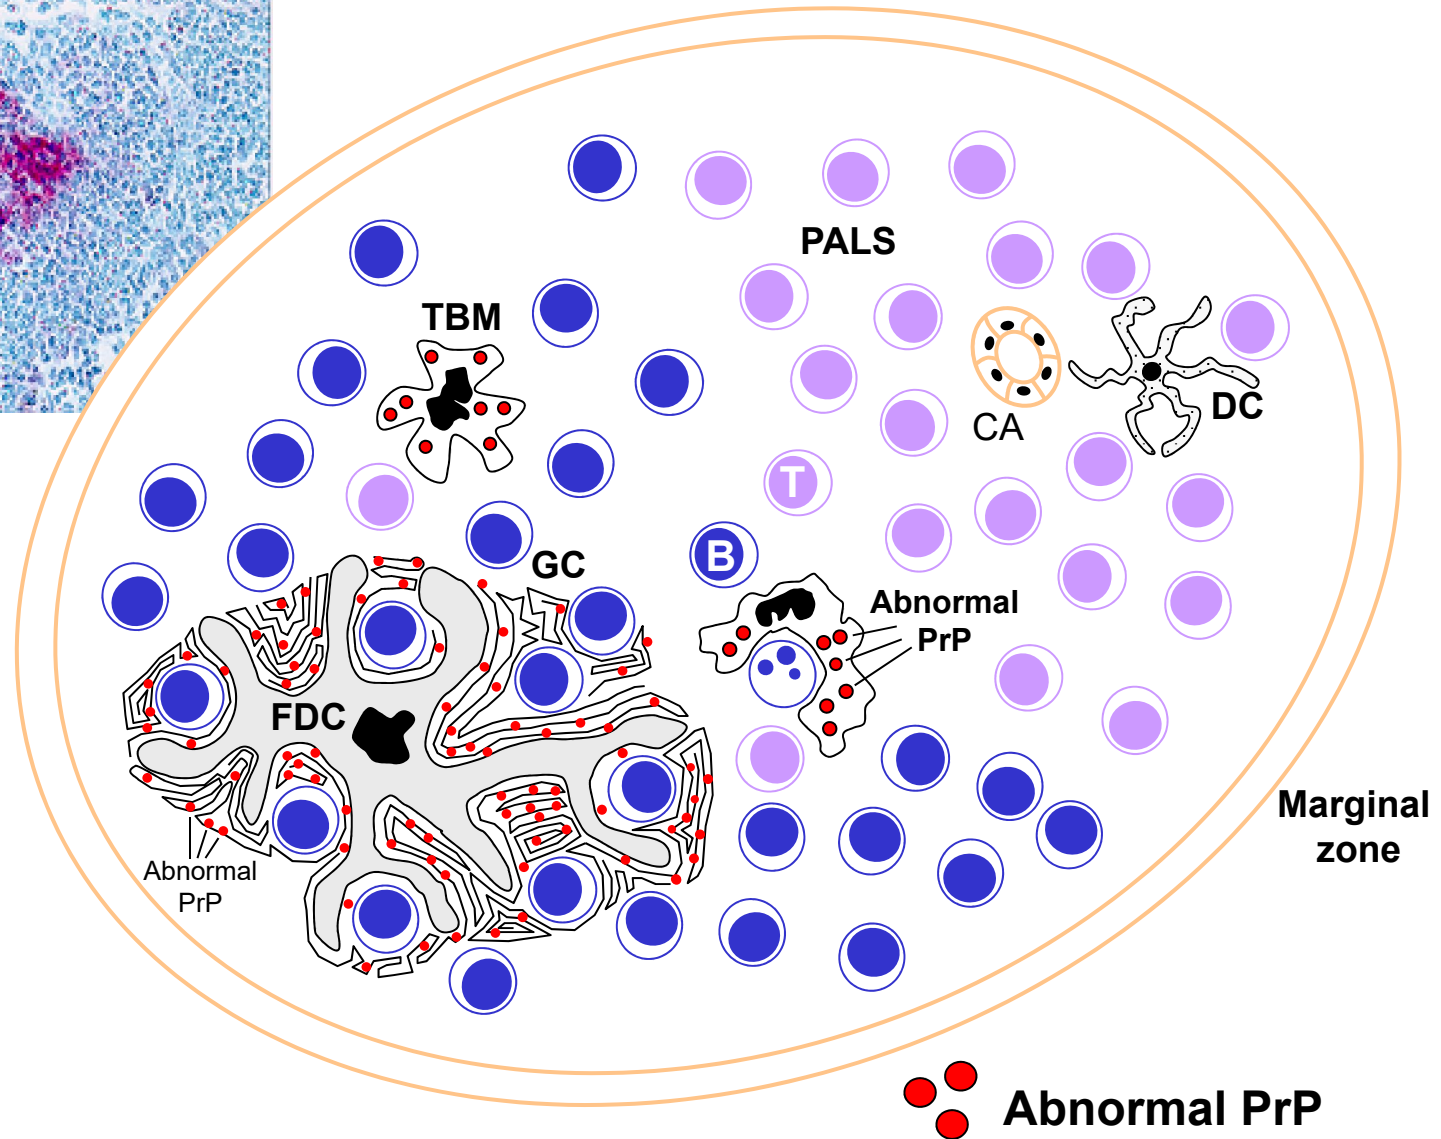 PALS
TBM
DC
CA
T
B
GC
Abnormal
PrP
FDC
Marginal
zone
Abnormal
PrP
Abnormal PrP